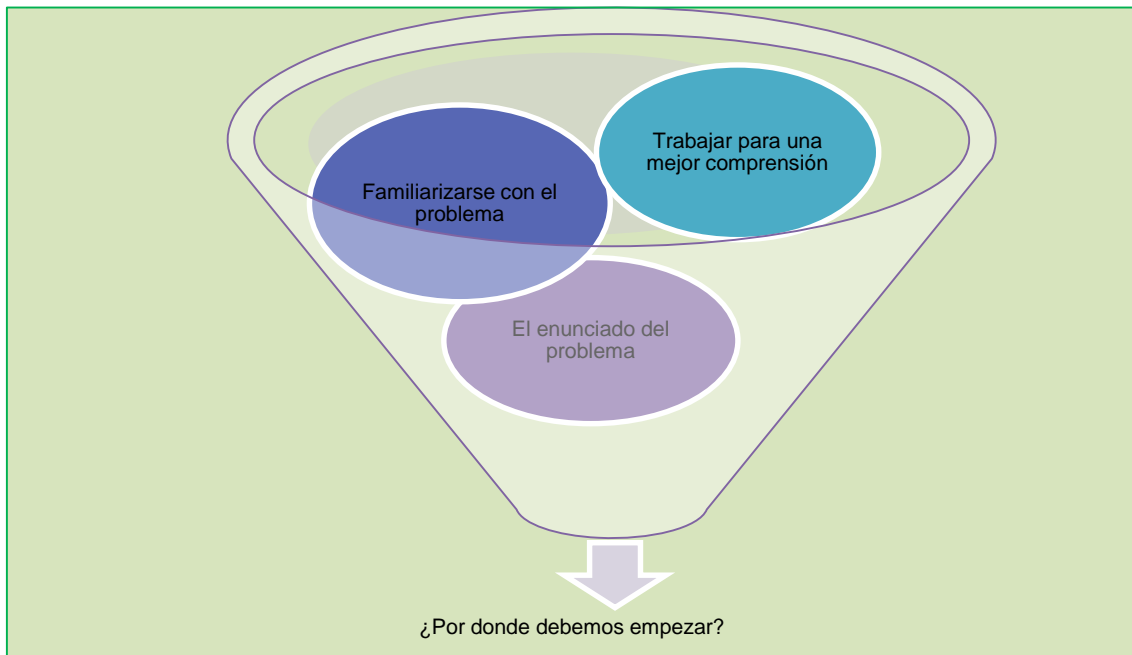 Trabajar para una
mejor comprensión
Familiarizarse con el
problema
El enunciado del
problema
¿Por donde debemos empezar?